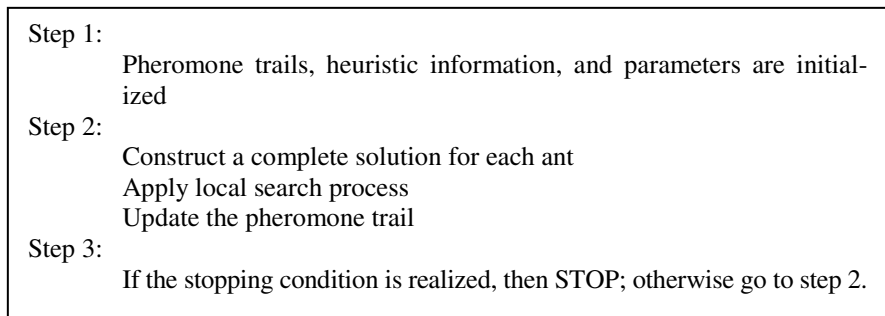 Step 1:
Pheromone trails, heuristic information, and parameters are initial-
ized
Step 2:
Construct a complete solution for each ant
Apply local search process
Update the pheromone trail
Step 3:
If the stopping condition is realized, then STOP; otherwise go to step 2.